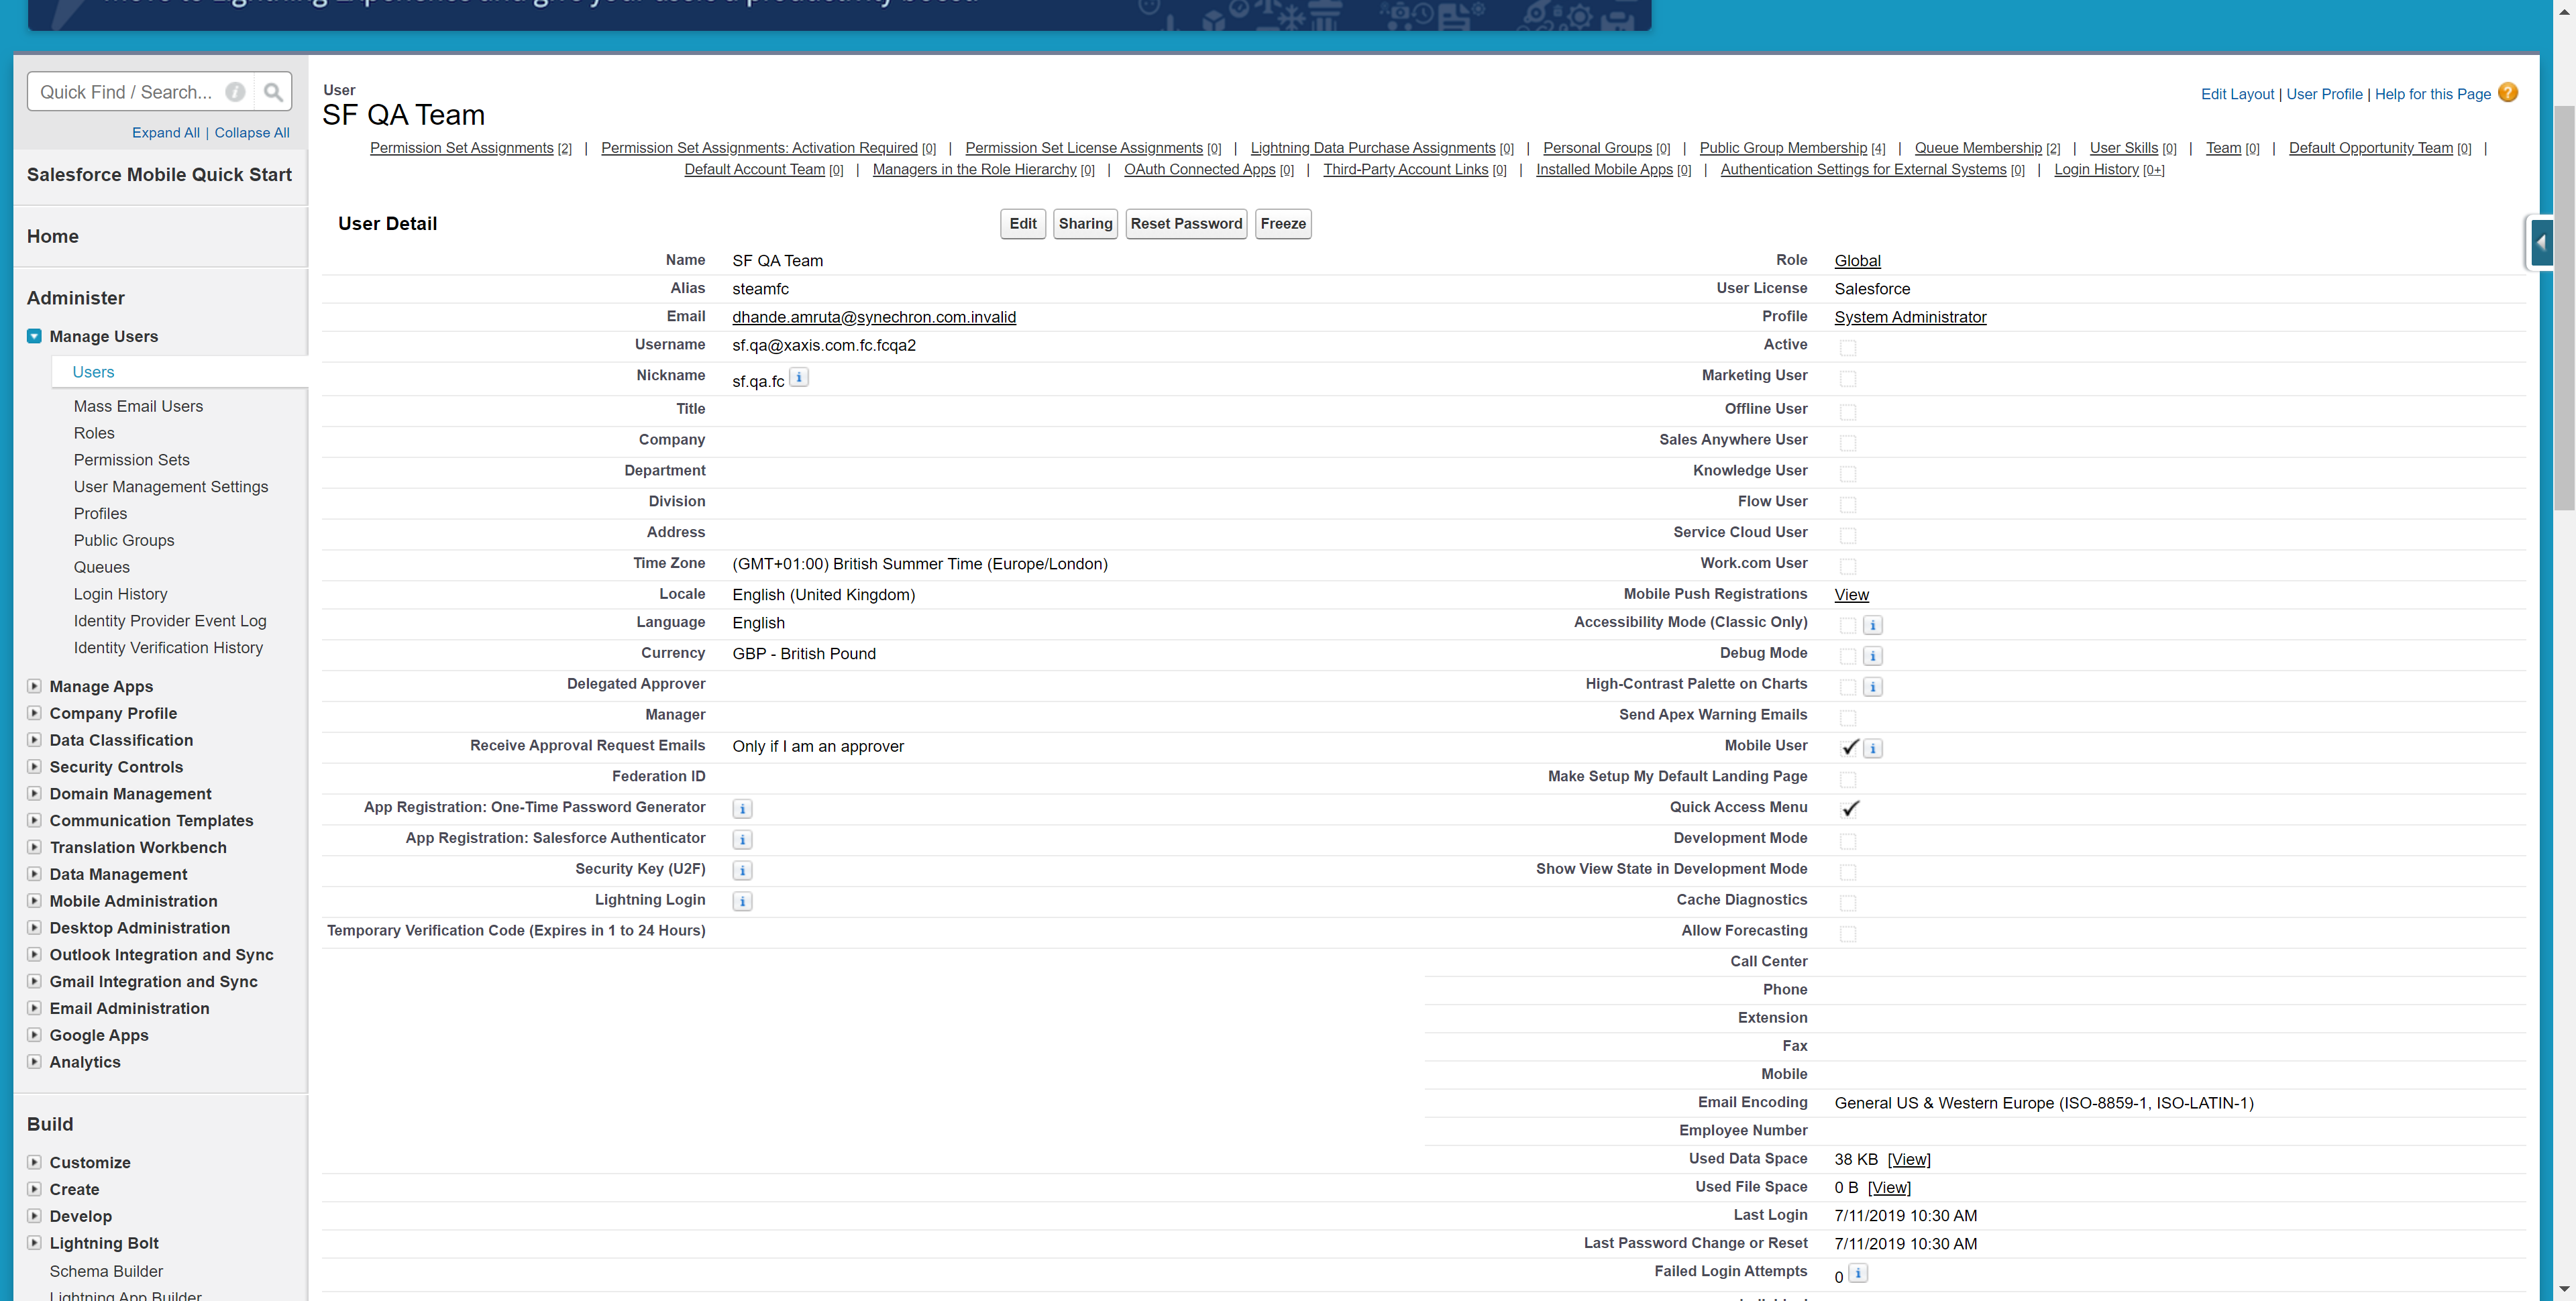 Quick Find / Search...
Expand All | Collapse All
Salesforce Mobile Quick Start
Home
Administer
Manage Users
Users
Mass Email Users
Roles
Permission Sets
User Management Settings
Profiles
Public Groups
Queues
Login History
Identity Provider Event Log
Identity Verification History
Manage Apps
Company Profile
Data Classification
Security Controls
Domain Management
Communication Templates
Translation Workbench
Data Management
Mobile Administration
Desktop Administration
Outlook Integration and Sync
Gmail Integration and Sync
Email Administration
Google Apps
Analytics
Build
Customize
Create
Develop
Lightning Bolt
Schema Builder
Lightning App Builder
User
SF QA Team
Edit Layout | User Profile | Help for this Page ?
Permission Set Assignments [2] | Permission Set Assignments: Activation Required [0] | Permission Set License Assignments [0] | Lightning Data Purchase Assignments [0] | Personal Groups [0] | Public Group Membership [4] | Queue Membership [2] | User Skills [0] | Team [0] | Default Opportunity Team [0] |
Default Account Team [0] | Managers in the Role Hierarchy [0] | OAuth Connected Apps [0] | Third-Party Account Links [0] | Installed Mobile Apps [0] | Authentication Settings for External Systems [0] | Login History [0+]
User Detail
Edit Sharing Reset Password Freeze
Name SF QA Team
Alias steamfc
Email dhande.amruta@synechron.com.invalid
Username sf.qa@xaxis.com.fc.fcqa2
Nickname sf.qa.fc
Title
Company
Department
Division
Address
Time Zone (GMT+01:00) British Summer Time (Europe/London)
Locale English (United Kingdom)
Language English
Currency GBP - British Pound
Delegated Approver
Manager
Receive Approval Request Emails Only if I am an approver
Federation ID
App Registration: One-Time Password Generator
App Registration: Salesforce Authenticator
Security Key (U2F)
Lightning Login
Temporary Verification Code (Expires in 1 to 24 Hours)
Role Global
User License Salesforce
Profile System Administrator
Active
Marketing User
Offline User
Sales Anywhere User
Knowledge User
Flow User
Service Cloud User
Work.com User
Mobile Push Registrations View
Accessibility Mode (Classic Only)
Debug Mode
High-Contrast Palette on Charts
Send Apex Warning Emails
Mobile User
Make Setup My Default Landing Page
Quick Access Menu
Development Mode
Show View State in Development Mode
Cache Diagnostics
Allow Forecasting
Call Center
Phone
Extension
Fax
Mobile
Email Encoding General US & Western Europe (ISO-8859-1, ISO-LATIN-1)
Employee Number
Used Data Space 38 KB [View]
Used File Space 0 B [View]
Last Login 7/11/2019 10:30 AM
Last Password Change or Reset 7/11/2019 10:30 AM
Failed Login Attempts 0